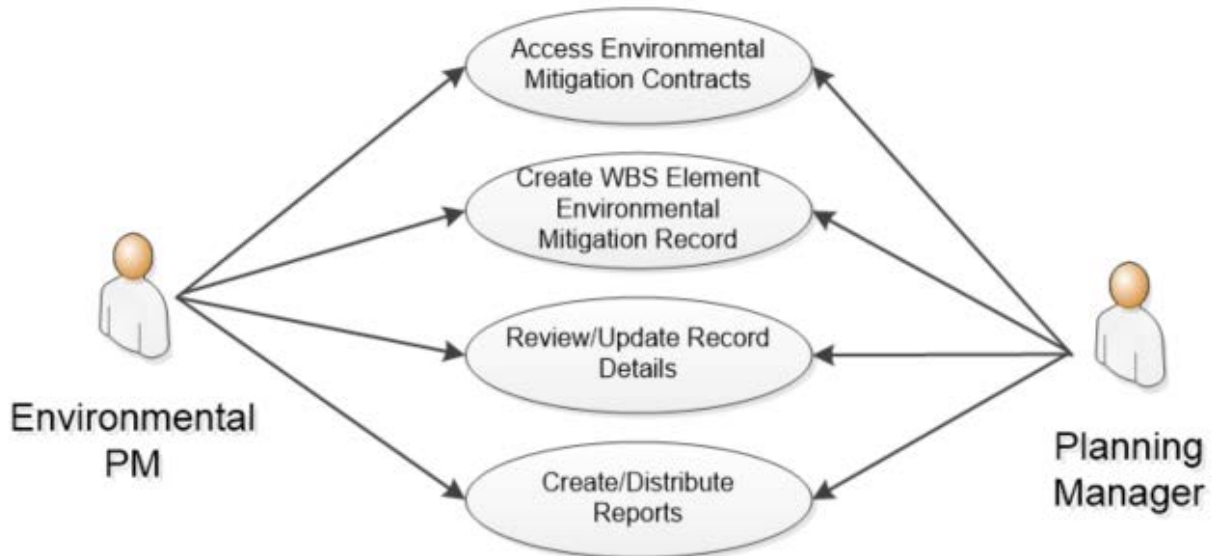 Access Environmental
Mitigation Contracts
Create WBS Element
Environmental
Mitigation Record
Review/Update Record
Details
Create/Distribute
Reports
Environmental
PM
Planning
Manager